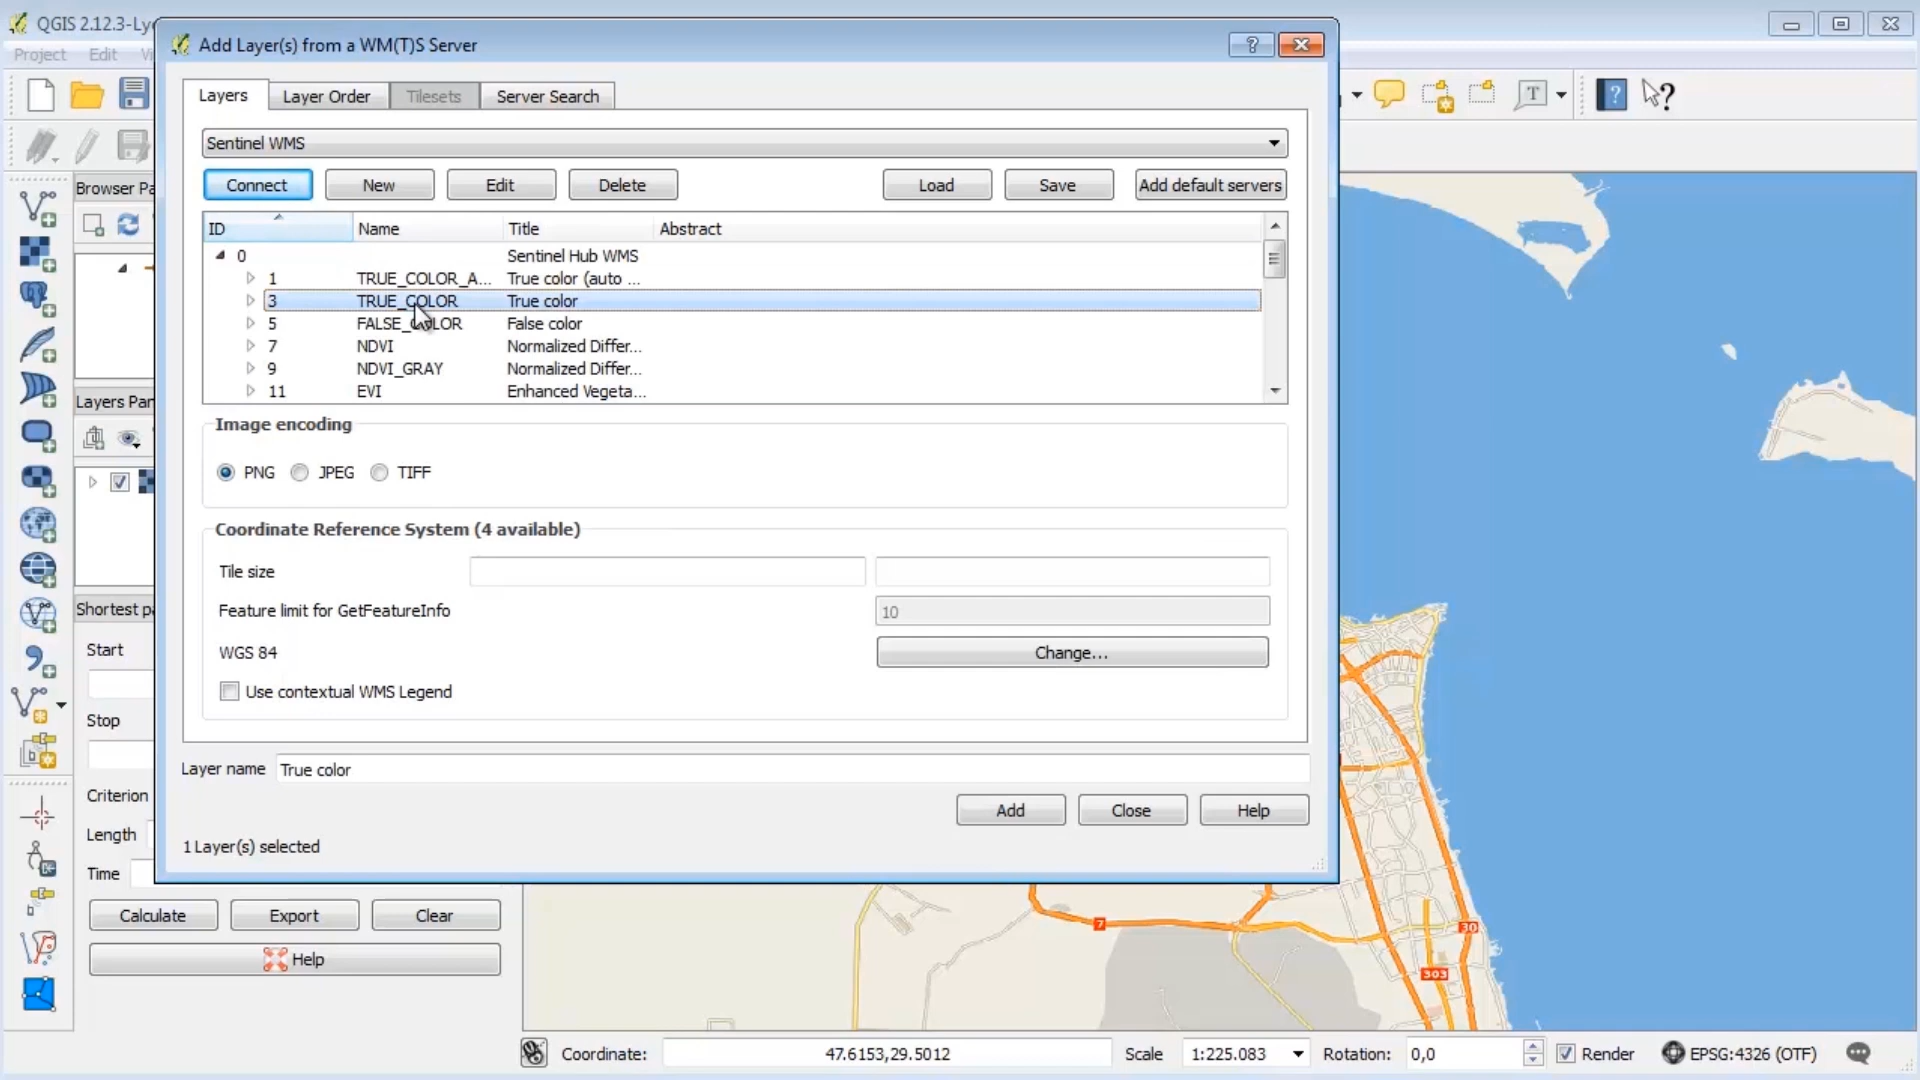 QGIS 2.12.3-Ly
Project Edit Vi
Add Layer(s) from a WM(T)S Server
Layers Layer Order Tilesets Server Search
Sentinel WMS
Connect New Edit Delete Load Save Add default servers
ID Name Title Abstract
0 Sentinel Hub WMS
1 TRUE_COLOR_A... True color (auto ...
3 TRUE_COLOR True color
5 FALSE_COLOR False color
7 NDVI Normalized Differ...
9 NDVI_GRAY Normalized Differ...
11 EVI Enhanced Vegeta...
Image encoding
PNG JPEG TIFF
Coordinate Reference System (4 available)
Tile size
Feature limit for GetFeatureInfo 10
WGS 84 Change...
Use contextual WMS Legend
Layer name True color
Add Close Help
1 Layer(s) selected
Browser Pa
Layers Pan
Shortest p
Start
Stop
Criterion
Length
Time
Calculate Export Clear
Help
7
30
303
Coordinate: 47.6153,29.5012 Scale 1:225.083 Rotation: 0,0 Render EPSG:4326 (OTF)